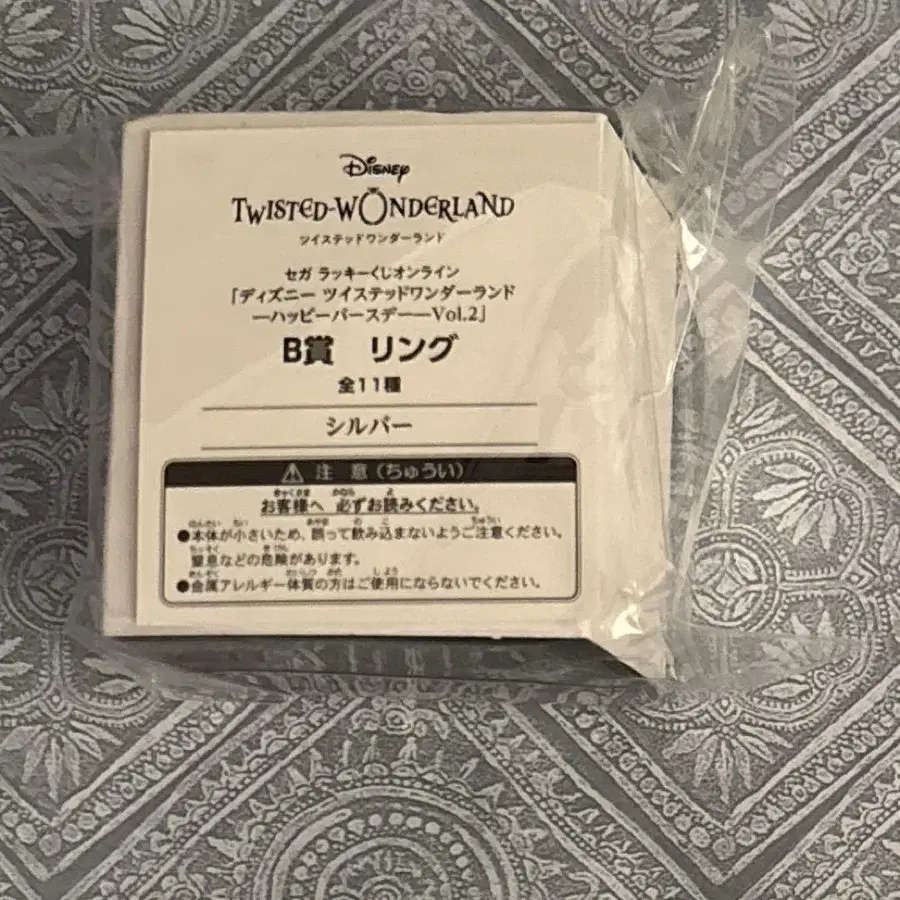 Disney
TWISTED-WONDERLAND
ツイステッドワンダーランド
セガ ラッキーくじオンライン
「ディズニー ツイステッドワンダーランド
―ハッピーバースデー―Vol.2」
B賞 リング
全11種
シルバー
⚠ 注 意（ちゅうい）
お客様へ 必ずお読みください。
●本体が小さいため、誤って飲み込まないようご注意ください。
窒息などの危険があります。
●金属アレルギー体質の方はご使用にならないでください。